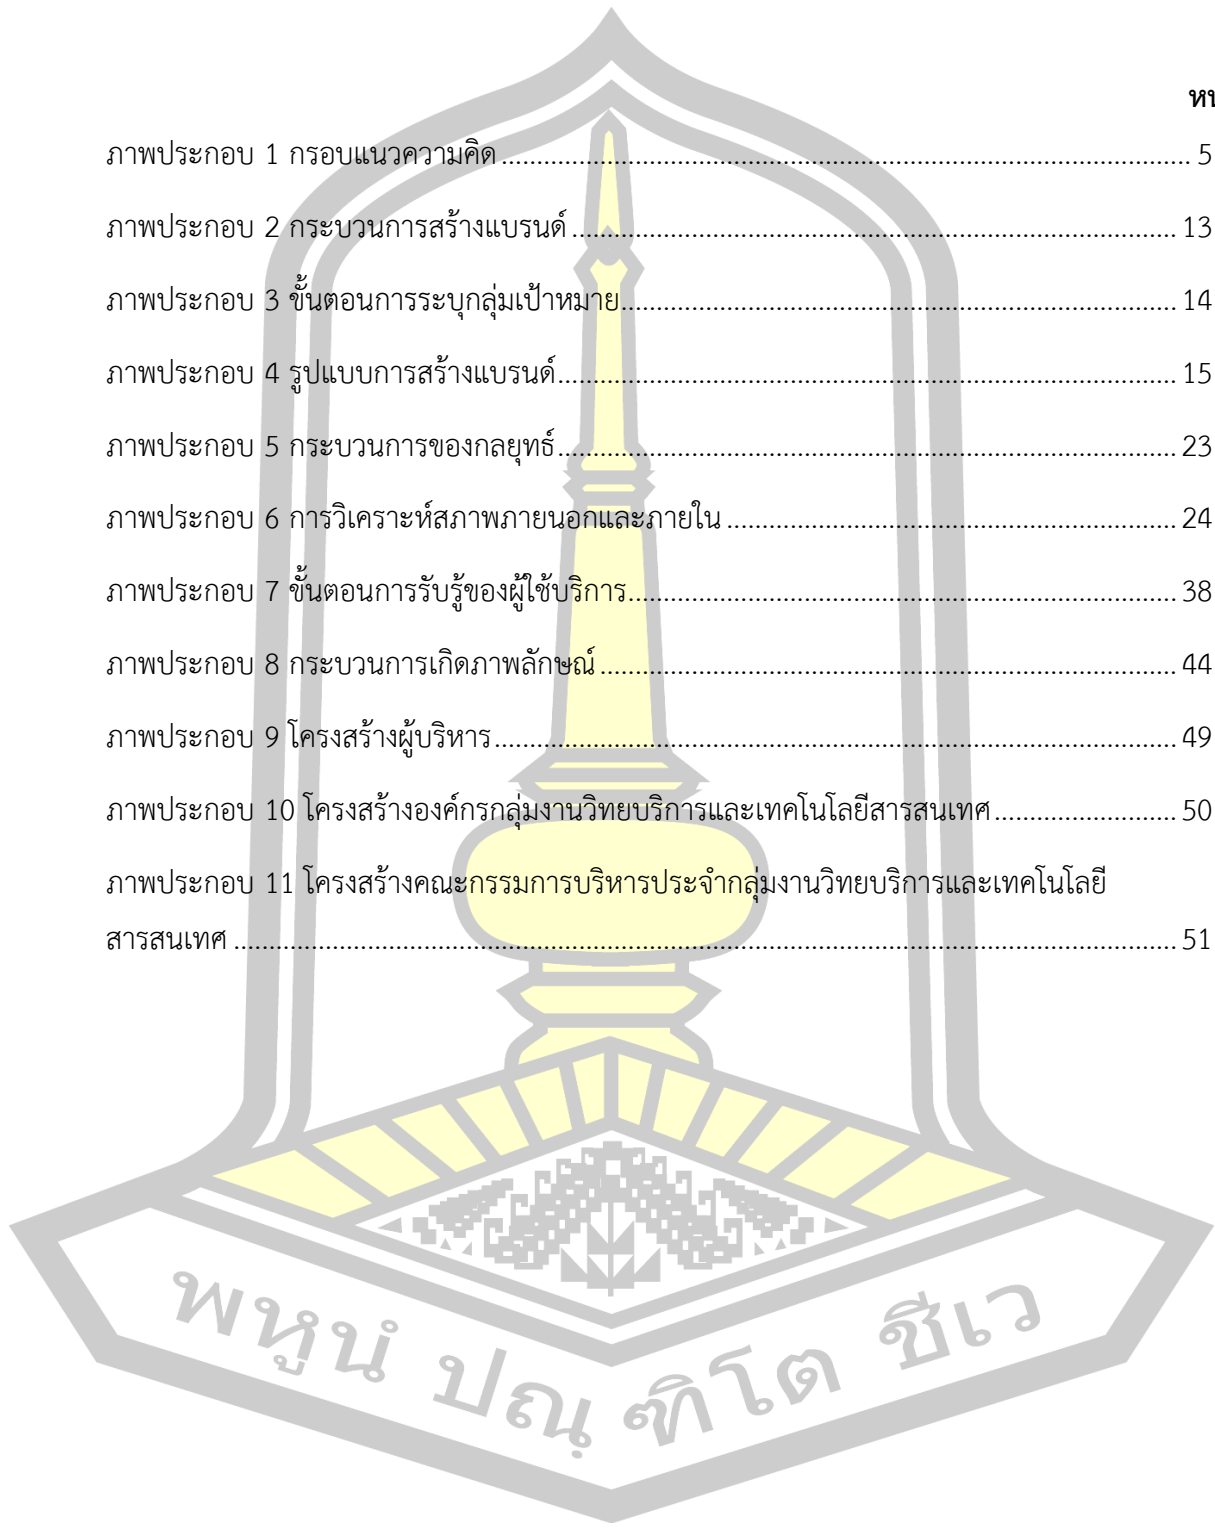 ภาพประกอบ 1 กรอบแนวความคิด.......................................................................................... 5
ภาพประกอบ 2 กระบวนการสร้างแบรนด์............................................................................... 13
ภาพประกอบ 3 ขั้นตอนการระบุกลุ่มเป้าหมาย......................................................................... 14
ภาพประกอบ 4 รูปแบบการสร้างแบรนด์................................................................................ 15
ภาพประกอบ 5 กระบวนการของกลยุทธ์................................................................................ 23
ภาพประกอบ 6 การวิเคราะห์สภาพภายนอกและภายใน........................................................... 24
ภาพประกอบ 7 ขั้นตอนการรับรู้ของผู้ใช้บริการ........................................................................ 38
ภาพประกอบ 8 กระบวนการเกิดภาพลักษณ์........................................................................... 44
ภาพประกอบ 9 โครงสร้างผู้บริหาร......................................................................................... 49
ภาพประกอบ 10 โครงสร้างองค์กรกลุ่มงานวิทยบริการและเทคโนโลยีสารสนเทศ........................ 50
ภาพประกอบ 11 โครงสร้างคณะกรรมการบริหารประจำกลุ่มงานวิทยบริการและเทคโนโลยี
สารสนเทศ.......................................................................................................................... 51
พหูนํ ปณฺ ฑิโต ชีเว